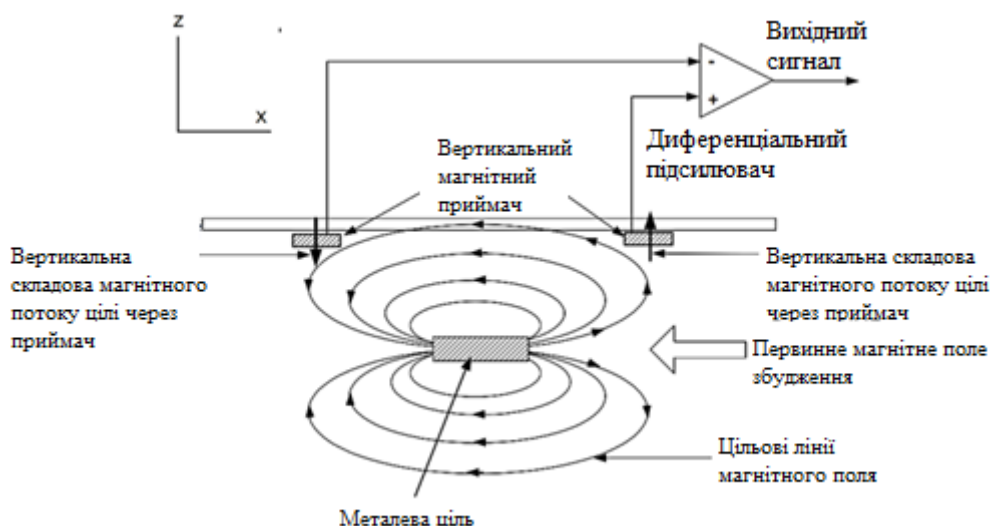 z
x
Вихідний
сигнал
-
+
Диференціальний
підсилювач
Вертикальний
магнітний
приймач
Вертикальна
складова магнітного
потоку цілі через
приймач
Вертикальна складова
магнітного потоку цілі
через приймач
Первинне магнітне поле
збудження
Цільові лінії
магнітного поля
Металева ціль